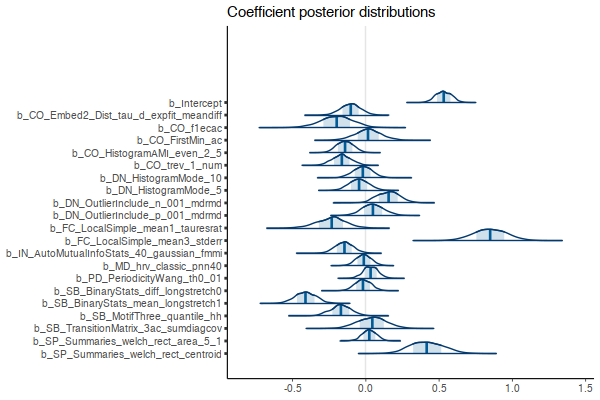 Coefficient posterior distributions
b_Intercept
b_CO_Embed2_Dist_tau_d_expfit_meandiff
b_CO_f1ecac
b_CO_FirstMin_ac
b_CO_HistogramAMI_even_2_5
b_CO_trev_1_num
b_DN_HistogramMode_10
b_DN_HistogramMode_5
b_DN_OutlierInclude_n_001_mdrmd
b_DN_OutlierInclude_p_001_mdrmd
b_FC_LocalSimple_mean1_tauresrat
b_FC_LocalSimple_mean3_stderr
b_IN_AutoMutualInfoStats_40_gaussian_fmmi
b_MD_hrv_classic_pnn40
b_PD_PeriodicityWang_th0_01
b_SB_BinaryStats_diff_longstretch0
b_SB_BinaryStats_mean_longstretch1
b_SB_MotifThree_quantile_hh
b_SB_TransitionMatrix_3ac_sumdiagcov
b_SP_Summaries_welch_rect_area_5_1
b_SP_Summaries_welch_rect_centroid
-0.5 0.0 0.5 1.0 1.5